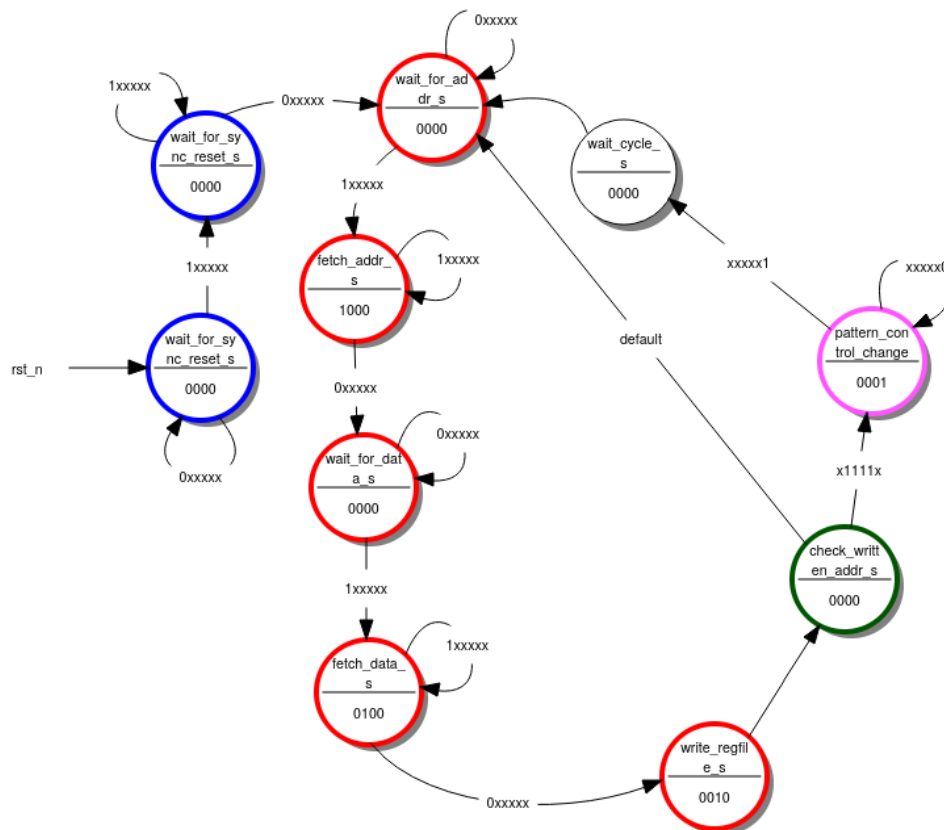 0xxxxx
wait_for_ad
dr_s
0000
1xxxxx
0xxxxx
wait_for_sy
nc_reset_s
0000
wait_cycle_
s
0000
1xxxxx
fetch_addr_
s
1000
1xxxxx
1xxxxx
xxxxx1
xxxxx0
wait_for_sy
nc_reset_s
0000
rst_n
default
pattern_con
trol_change
0001
0xxxxx
0xxxxx
wait_for_dat
a_s
0000
0xxxxx
x1111x
check_writt
en_addr_s
0000
1xxxxx
1xxxxx
fetch_data_
s
0100
write_regfil
e_s
0010
0xxxxx